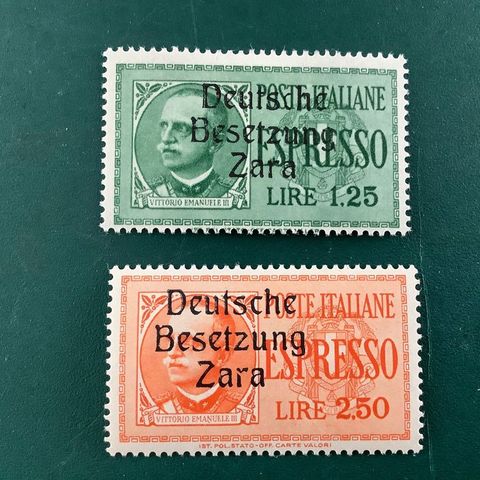 Deutsche
Besetzung
Zara
POSTE ITALIANE
ESPRESSO
LIRE 1.25
VITTORIO EMANUELE III
Deutsche
Besetzung
Zara
POSTE ITALIANE
ESPRESSO
LIRE 2,50
VITTORIO EMANUELE III
IST. POL. STATO-OFF. CARTE VALORI